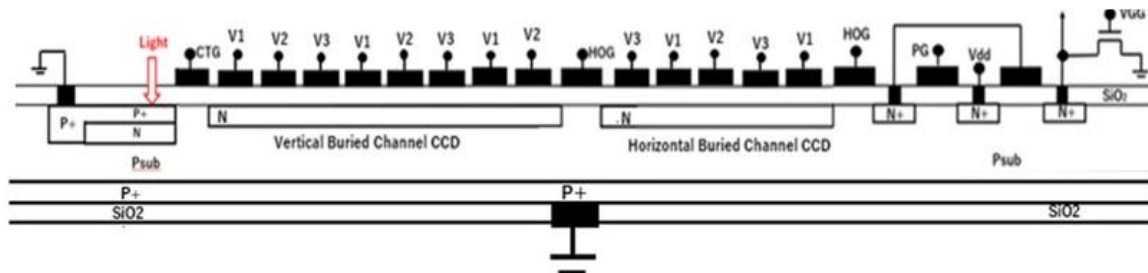 VGG
Light CTG V1 V2 V3 V1 V2 V3 V1 V2 HOG V3 V1 V2 V3 V1 HOG PG Vdd
SiO2
P+ P+ N N .N N+ N+ N+
Vertical Buried Channel CCD Horizontal Buried Channel CCD
Psub Psub
P+ P+
SiO2 SiO2